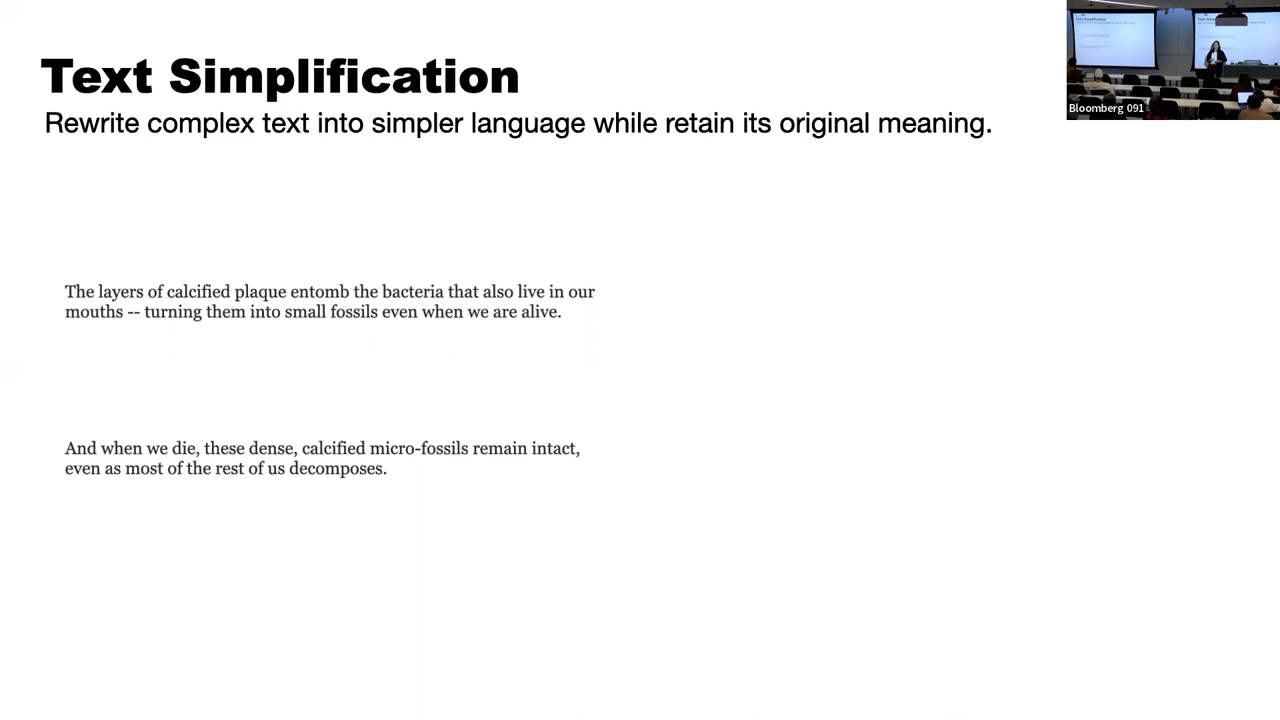 Text Simplification
Rewrite complex text into simpler language while retain its original meaning.
Bloomberg 091
The layers of calcified plaque entomb the bacteria that also live in our
mouths -- turning them into small fossils even when we are alive.
And when we die, these dense, calcified micro-fossils remain intact,
even as most of the rest of us decomposes.